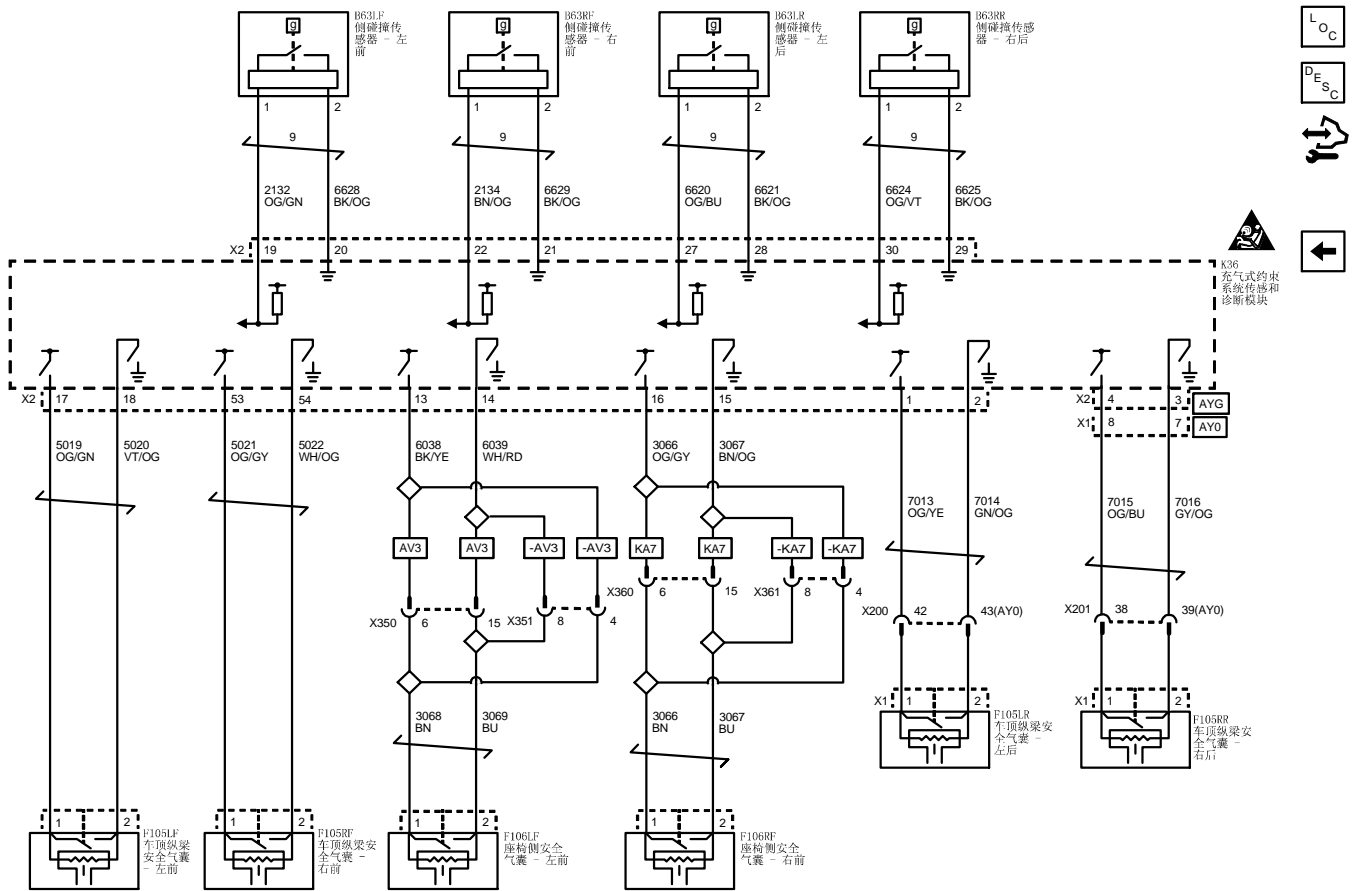 B63LF
侧碰撞传
感器 - 左
前
B63RF
侧碰撞传
感器 - 右
前
B63LR
侧碰撞传
感器 - 左
后
B63RR
侧碰撞传感
器 - 右后
LOC
DESC
g
g
g
g
1 2
1 2
1 2
1 2
9
9
9
9
2132
OG/GN
6628
BK/OG
2134
BN/OG
6629
BK/OG
6620
OG/BU
6621
BK/OG
6624
OG/VT
6625
BK/OG
X2 19 20 22 21 27 28 30 29
K36
充气式约束
系统传感和
诊断模块
X2 17 18 53 54 13 14 16 15 1 2
X2 4 3 AYG
X1 8 7 AY0
5019
OG/GN
5020
VT/OG
5021
OG/GY
5022
WH/OG
6038
BK/YE
6039
WH/RD
3066
OG/GY
3067
BN/OG
7013
OG/YE
7014
GN/OG
7015
OG/BU
7016
GY/OG
AV3 AV3 -AV3 -AV3 KA7 KA7 -KA7 -KA7
X350 6 15 X351 8 4
X360 6 15 X361 8 4
X200 42 43(AY0)
X201 38 39(AY0)
3068
BN
3069
BU
3066
BN
3067
BU
X1 1 2
F105LR
车顶纵梁安
全气囊 -
左后
X1 1 2
F105RR
车顶纵梁安
全气囊 -
右后
1 2
F105LF
车顶纵梁
安全气囊
- 左前
1 2
F105RF
车顶纵梁安
全气囊 -
右前
1 2
F106LF
座椅侧安全
气囊 - 左前
1 2
F106RF
座椅侧安全
气囊 - 右前